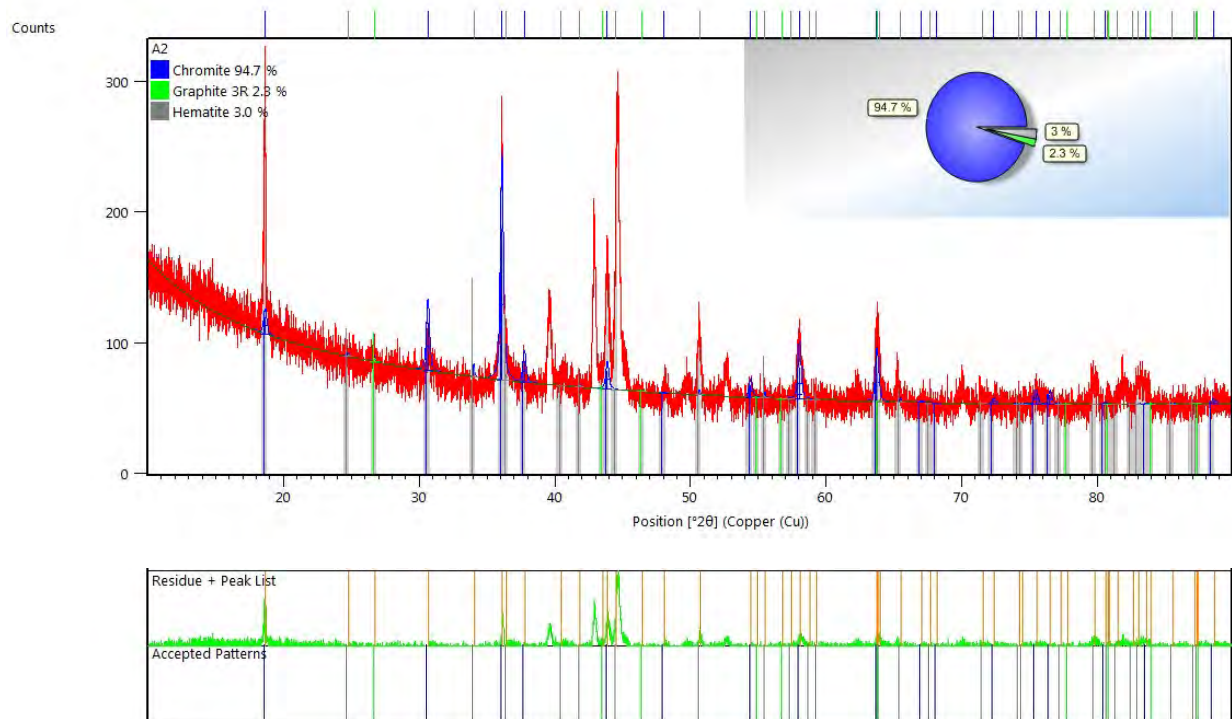 Counts
A2
Chromite 94.7 %
Graphite 3R 2.3 %
Hematite 3.0 %
94.7 %
3 %
2.3 %
300
200
100
0
20 30 40 50 60 70 80
Position [°2θ] (Copper (Cu))
Residue + Peak List
Accepted Patterns